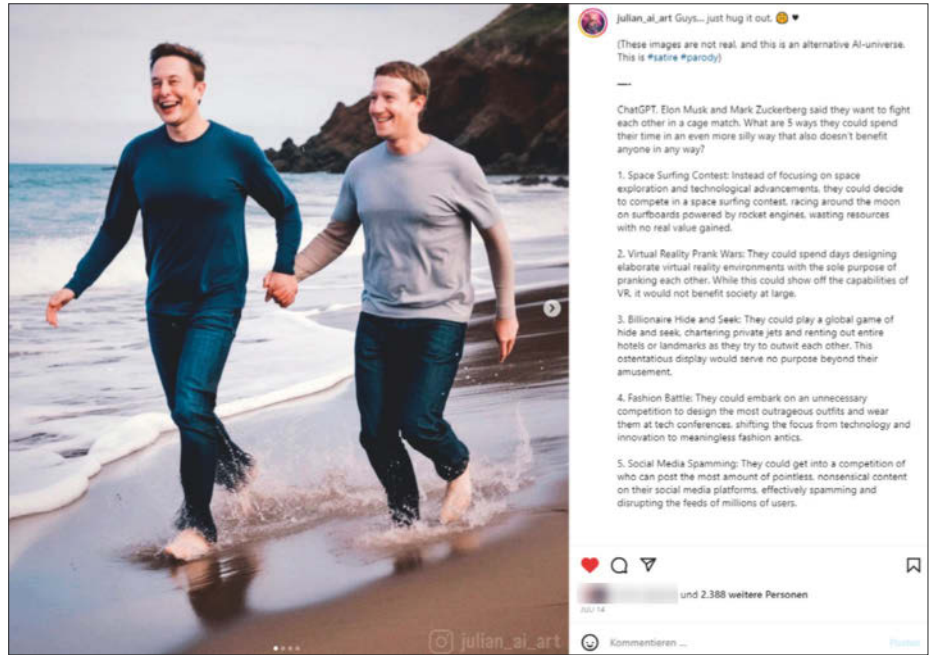 julian_ai_art Guys... just hug it out.
(These images are not real, and this is an alternative AI-universe.
This is #satire #parody)
—-
ChatGPT, Elon Musk and Mark Zuckerberg said they want to fight
each other in a cage match. What are 5 ways they could spend
their time in an even more silly way that also doesn't benefit
anyone in any way?
1. Space Surfing Contest: Instead of focusing on space
exploration and technological advancements, they could decide
to compete in a space surfing contest, racing around the moon
on surfboards powered by rocket engines, wasting resources
with no real value gained.
2. Virtual Reality Prank Wars: They could spend days designing
elaborate virtual reality environments with the sole purpose of
pranking each other. While this could show off the capabilities of
VR, it would not benefit society at large.
3. Billionaire Hide and Seek: They could play a global game of
hide and seek, chartering private jets and renting out entire
hotels or landmarks as they try to outwit each other. This
ostentatious display would serve no purpose beyond their
amusement.
4. Fashion Battle: They could embark on an unnecessary
competition to design the most outrageous outfits and wear
them at tech conferences, shifting the focus from technology and
innovation to meaningless fashion antics.
5. Social Media Spamming: They could get into a competition of
who can post the most amount of pointless, nonsensical content
on their social media platforms, effectively spamming and
disrupting the feeds of millions of users.
und 2.388 weitere Personen
JULI 14
Kommentieren ...
Posten
julian_ai_art